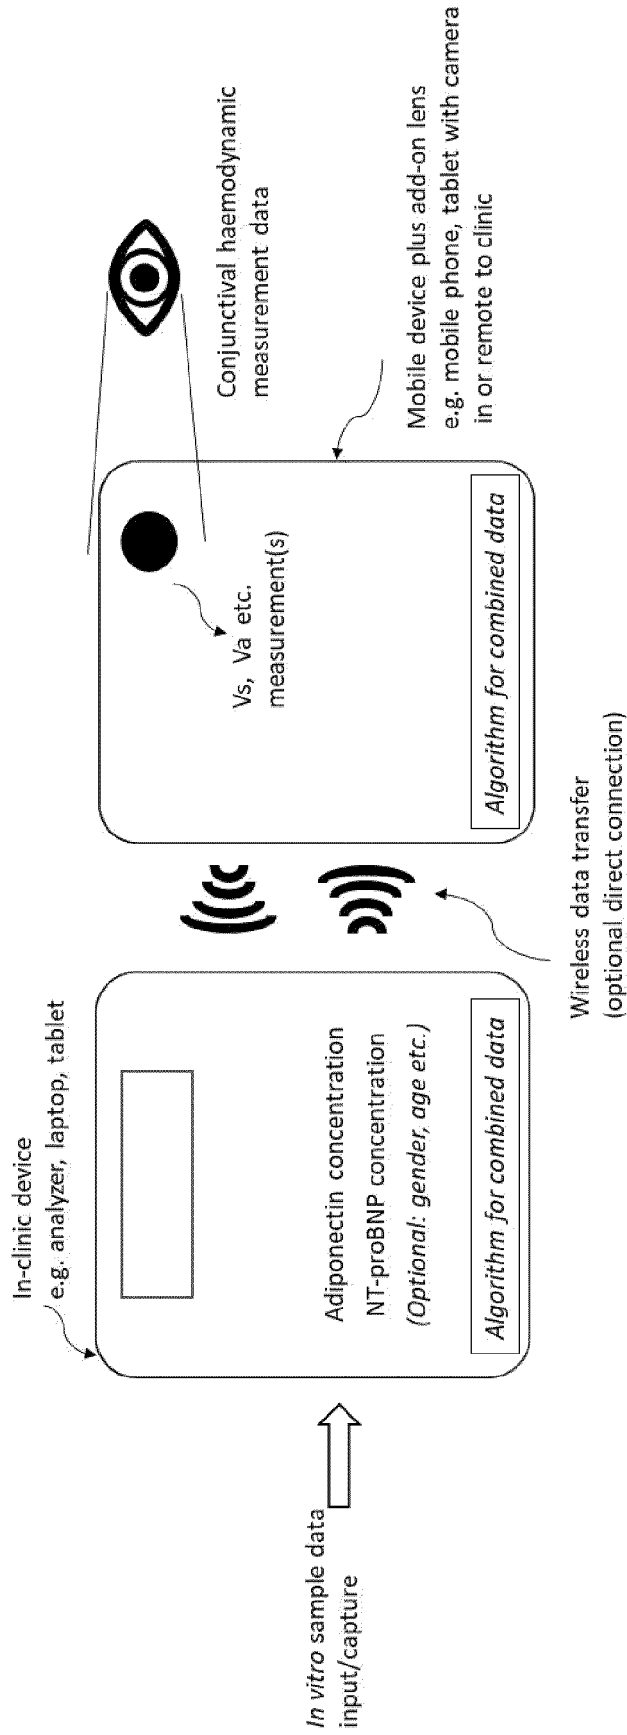 In vitro sample data
input/capture
In-clinic device
e.g. analyzer, laptop, tablet
Adiponectin concentration
NT-proBNP concentration
(Optional: gender, age etc.)
Algorithm for combined data
Wireless data transfer
(optional direct connection)
Vs, Va etc.
measurement(s)
Algorithm for combined data
Conjunctival haemodynamic
measurement data
Mobile device plus add-on lens
e.g. mobile phone, tablet with camera
in or remote to clinic